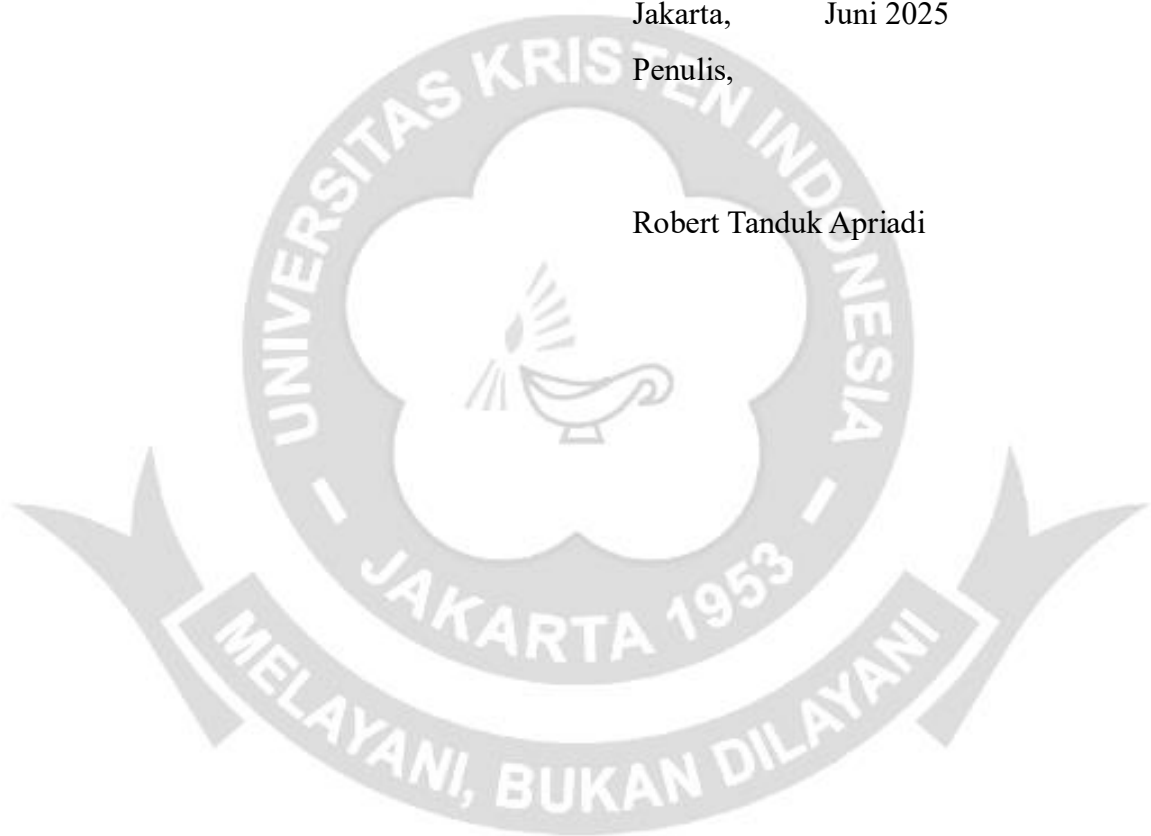 Jakarta, Juni 2025
Penulis,
Robert Tanduk Apriadi
UNIVERSITAS KRISTEN INDONESIA
JAKARTA 1953
MELAYANI, BUKAN DILAYANI